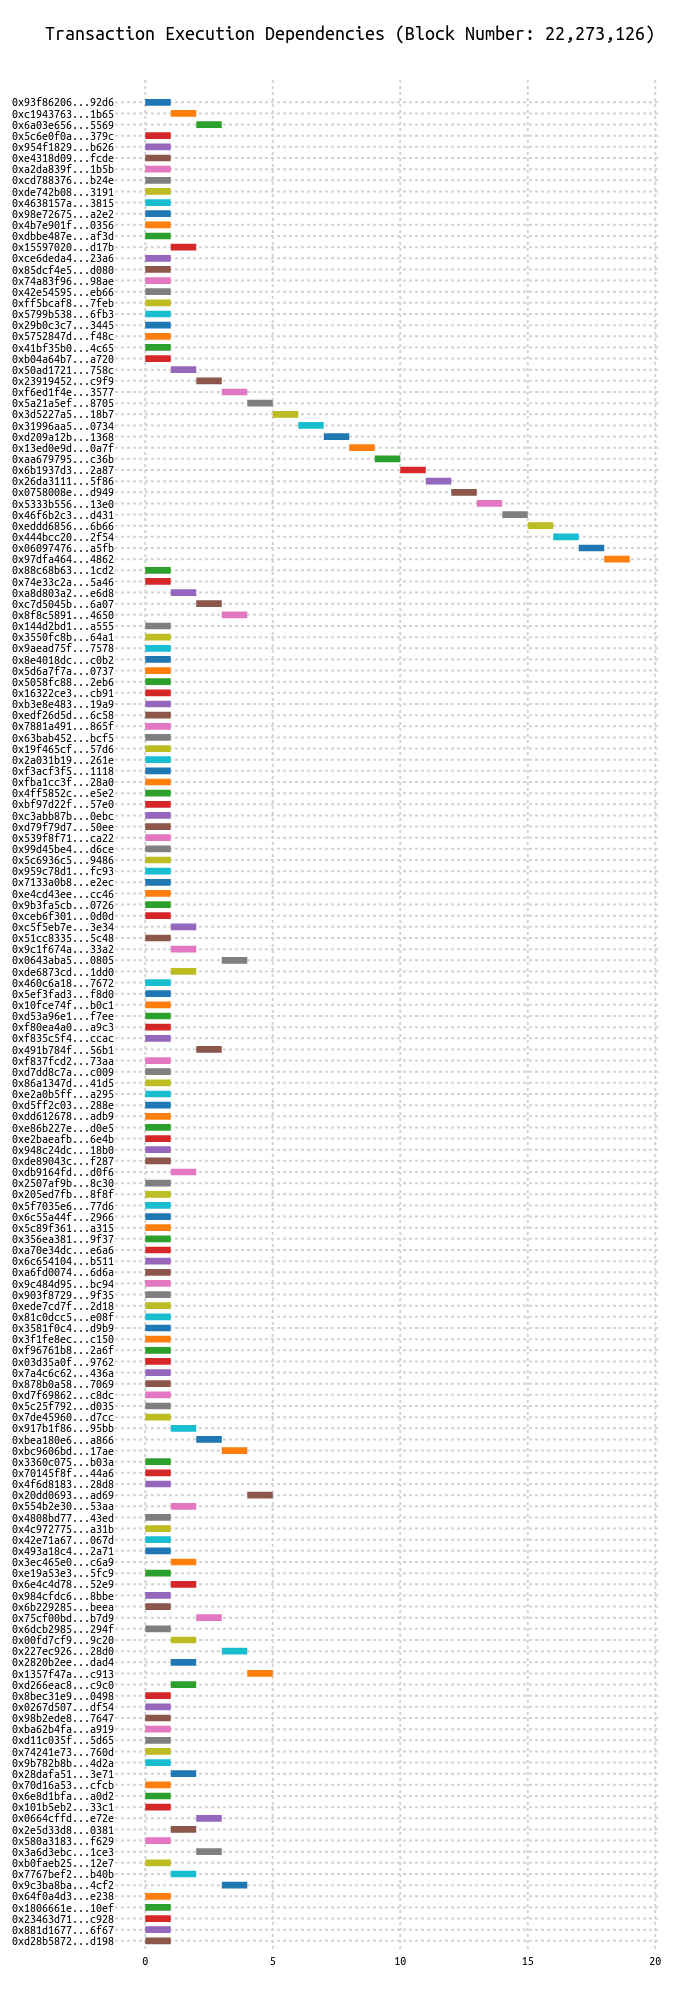 Transaction Execution Dependencies (Block Number: 22,273,126)
0x93f86206...92d6
0xc1943763...1b65
0x6a03e656...5569
0x5c6e0f0a...379c
0x954f1829...b626
0xe4318d09...fcde
0xa2da839f...1b5b
0xcd788376...b24e
0xde742b08...3191
0x4638157a...3815
0x98e72675...a2e2
0x4b7e901f...0356
0xdbbe487e...af3d
0x15597020...d17b
0xce6deda4...23a6
0x85dcf4e5...d080
0x74a83f96...98ae
0x42e54595...eb66
0xff5bcaf8...7feb
0x5799b538...6fb3
0x29b0c3c7...3445
0x5752847d...f48c
0x41bf35b0...4c65
0xb04a64b7...a720
0x50ad1721...758c
0x23919452...c9f9
0xf6ed1f4e...3577
0x5a21a5ef...8705
0x3d5227a5...18b7
0x31996aa5...0734
0xd209a12b...1368
0x13ed0e9d...0a7f
0xaa679795...c36b
0x6b1937d3...2a87
0x26da3111...5f86
0x0758008e...d949
0x5333b556...13e0
0x46f6b2c3...d431
0xeddd6856...6b66
0x444bcc20...2f54
0x06097476...a5fb
0x97dfa464...4862
0x88c68b63...1cd2
0x74e33c2a...5a46
0xa8d803a2...e6d8
0xc7d5045b...6a07
0x8f8c5891...4650
0x144d2bd1...a555
0x3550fc8b...64a1
0x9aead75f...7578
0x8e4018dc...c0b2
0x5d6a7f7a...0737
0x5058fc88...2eb6
0x16322ce3...cb91
0xb3e8e483...19a9
0xedf26d5d...6c58
0x7881a491...865f
0x63bab452...bcf5
0x19f465cf...57d6
0x2a031b19...261e
0xf3acf3f5...1118
0xfba1cc3f...28a0
0x4ff5852c...e5e2
0xbf97d22f...57e0
0xc3abb87b...0ebc
0xd79f79d7...50ee
0x539f8f71...ca22
0x99d45be4...d6ce
0x5c6936c5...9486
0x959c78d1...fc93
0x7133a0b8...e2ec
0xe4cd43ee...cc46
0x9b3fa5cb...0726
0xceb6f301...0d0d
0xc5f5eb7e...3e34
0x51cc8335...5c48
0x9c1f674a...33a2
0x0643aba5...0805
0xde6873cd...1dd0
0x460c6a18...7672
0x5ef3fad3...f8d0
0x10fce74f...b0c1
0xd53a96e1...f7ee
0xf80ea4a0...a9c3
0xf835c5f4...ccac
0x491b784f...56b1
0xf837fcd2...73aa
0xd7dd8c7a...c009
0x86a1347d...41d5
0xe2a0b5ff...a295
0xd5ff2c03...288e
0xdd612678...adb9
0xe86b227e...d0e5
0xe2baeafb...6e4b
0x948c24dc...18b0
0xde89043c...f287
0xdb9164fd...d0f6
0x2507af9b...8c30
0x205ed7fb...8f8f
0x5f7035e6...77d6
0x6c55a44f...2966
0x5c89f361...a315
0x356ea381...9f37
0xa70e34dc...e6a6
0x6c654104...b511
0xa6fd0074...6d6a
0x9c484d95...bc94
0x903f8729...9f35
0xede7cd7f...2d18
0x81c0dcc5...e08f
0x3581f0c4...d9b9
0x3f1fe8ec...c150
0xf96761b8...2a6f
0x03d35a0f...9762
0x7a4c6c62...436a
0x878b0a58...7069
0xd7f69862...c8dc
0x5c25f792...d035
0x7de45960...d7cc
0x917b1f86...95bb
0xbea180e6...a866
0xbc9606bd...17ae
0x3360c075...b03a
0x70145f8f...44a6
0x4f6d8183...28d8
0x20dd0693...ad69
0x554b2e30...53aa
0x4808bd77...43ed
0x4c972775...a31b
0x42e71a67...067d
0x493a18c4...2a71
0x3ec465e0...c6a9
0xe19a53e3...5fc9
0x6e4c4d78...52e9
0x984cfdc6...8bbe
0x6b229285...beea
0x75cf00bd...b7d9
0x6dcb2985...294f
0x00fd7cf9...9c20
0x227ec926...28d0
0x2820b2ee...dad4
0x1357f47a...c913
0xd266eac8...c9c0
0x8bec31e9...0498
0x0267d507...df54
0x98b2ede8...7647
0xba62b4fa...a919
0xd11c035f...5d65
0x74241e73...760d
0x9b782b8b...4d2a
0x28dafa51...3e71
0x70d16a53...cfcb
0x6e8d1bfa...a0d2
0x101b5eb2...33c1
0x0664cffd...e72e
0x2e5d33d8...0381
0x580a3183...f629
0x3a6d3ebc...1ce3
0xb0faeb25...12e7
0x7767bef2...b40b
0x9c3ba8ba...4cf2
0x64f0a4d3...e238
0x1806661e...10ef
0x23463d71...c928
0x881d1677...6f67
0xd28b5872...d198
0 5 10 15 20